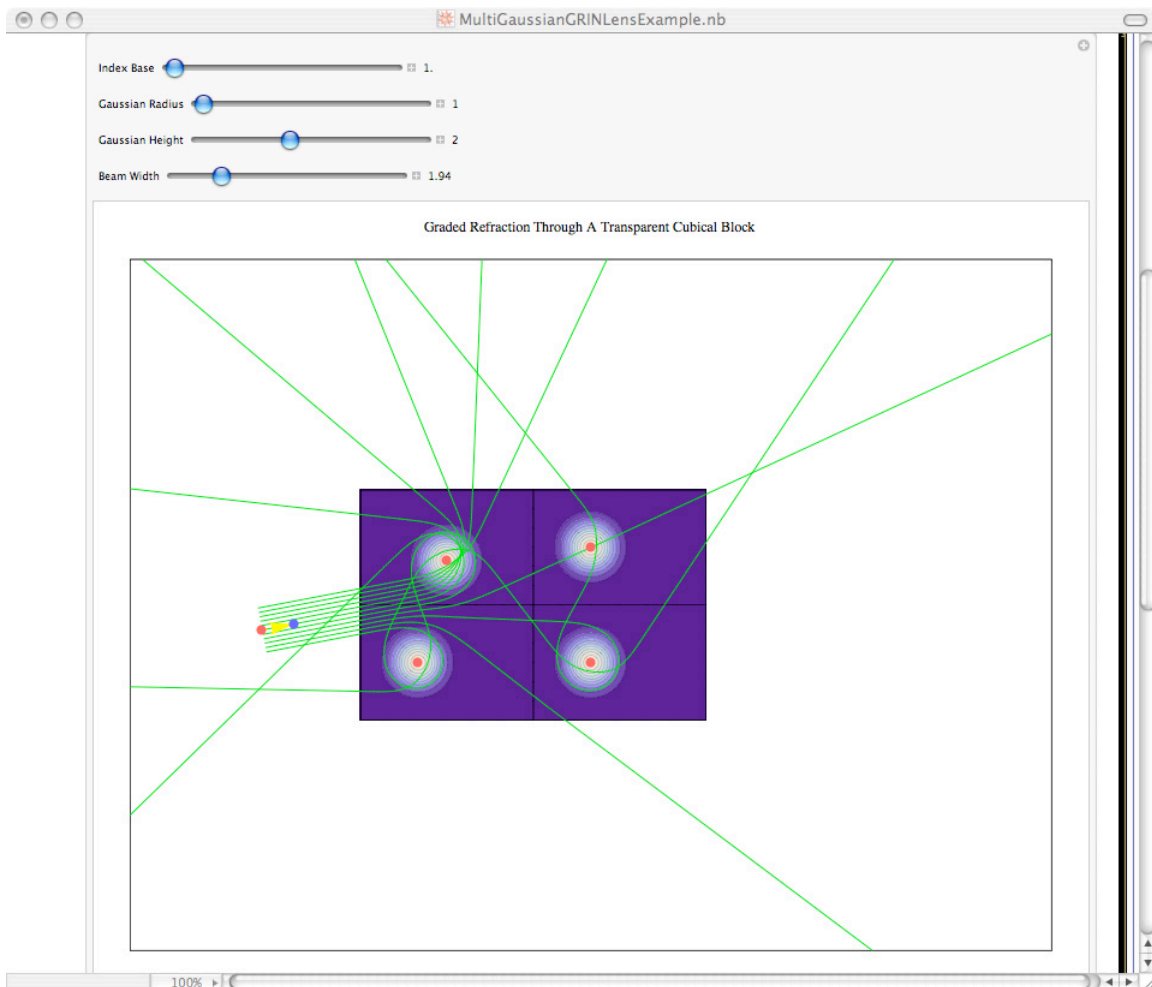 MultiGaussianGRINLensExample.nb
Index Base 1.
Gaussian Radius 1
Gaussian Height 2
Beam Width 1.94
Graded Refraction Through A Transparent Cubical Block
100%